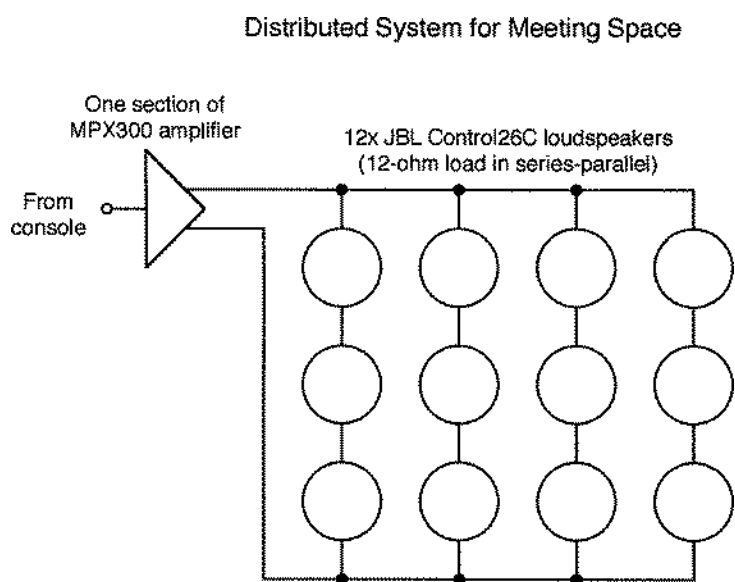 Distributed System for Meeting Space
One section of
MPX300 amplifier
12x JBL Control26C loudspeakers
(12-ohm load in series-parallel)
From
console